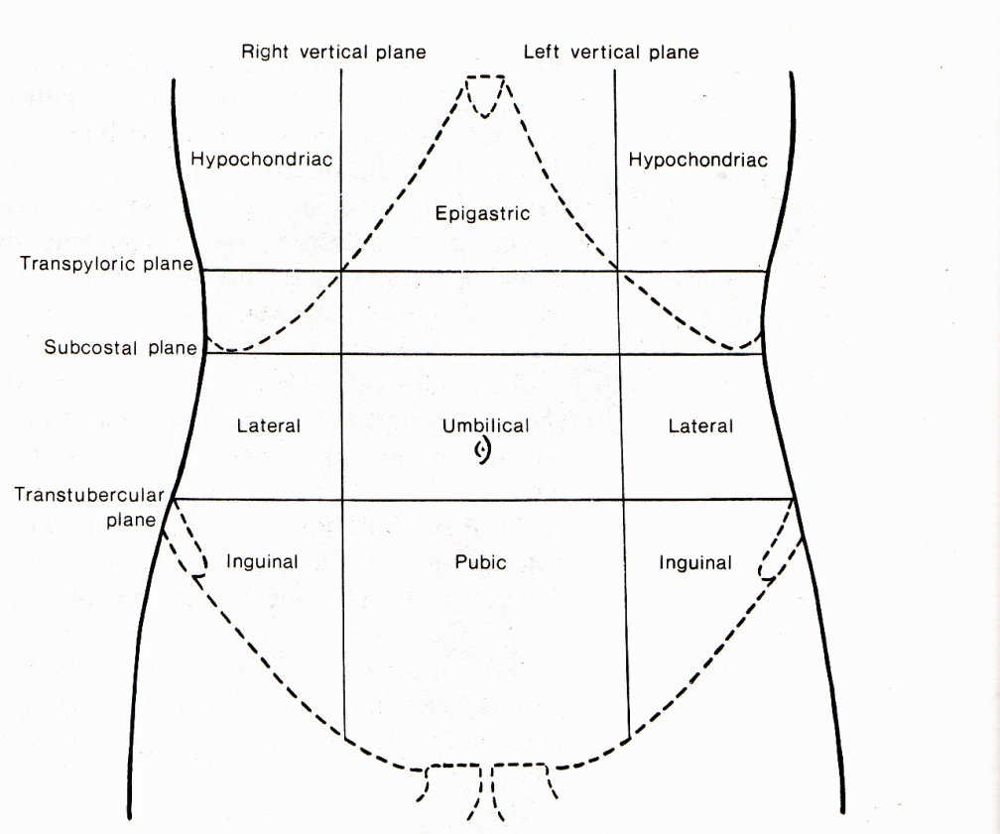 Right vertical plane
Left vertical plane
Hypochondriac
Hypochondriac
Epigastric
Transpyloric plane
Subcostal plane
Lateral
Umbilical
Lateral
Transtubercular
plane
Inguinal
Pubic
Inguinal